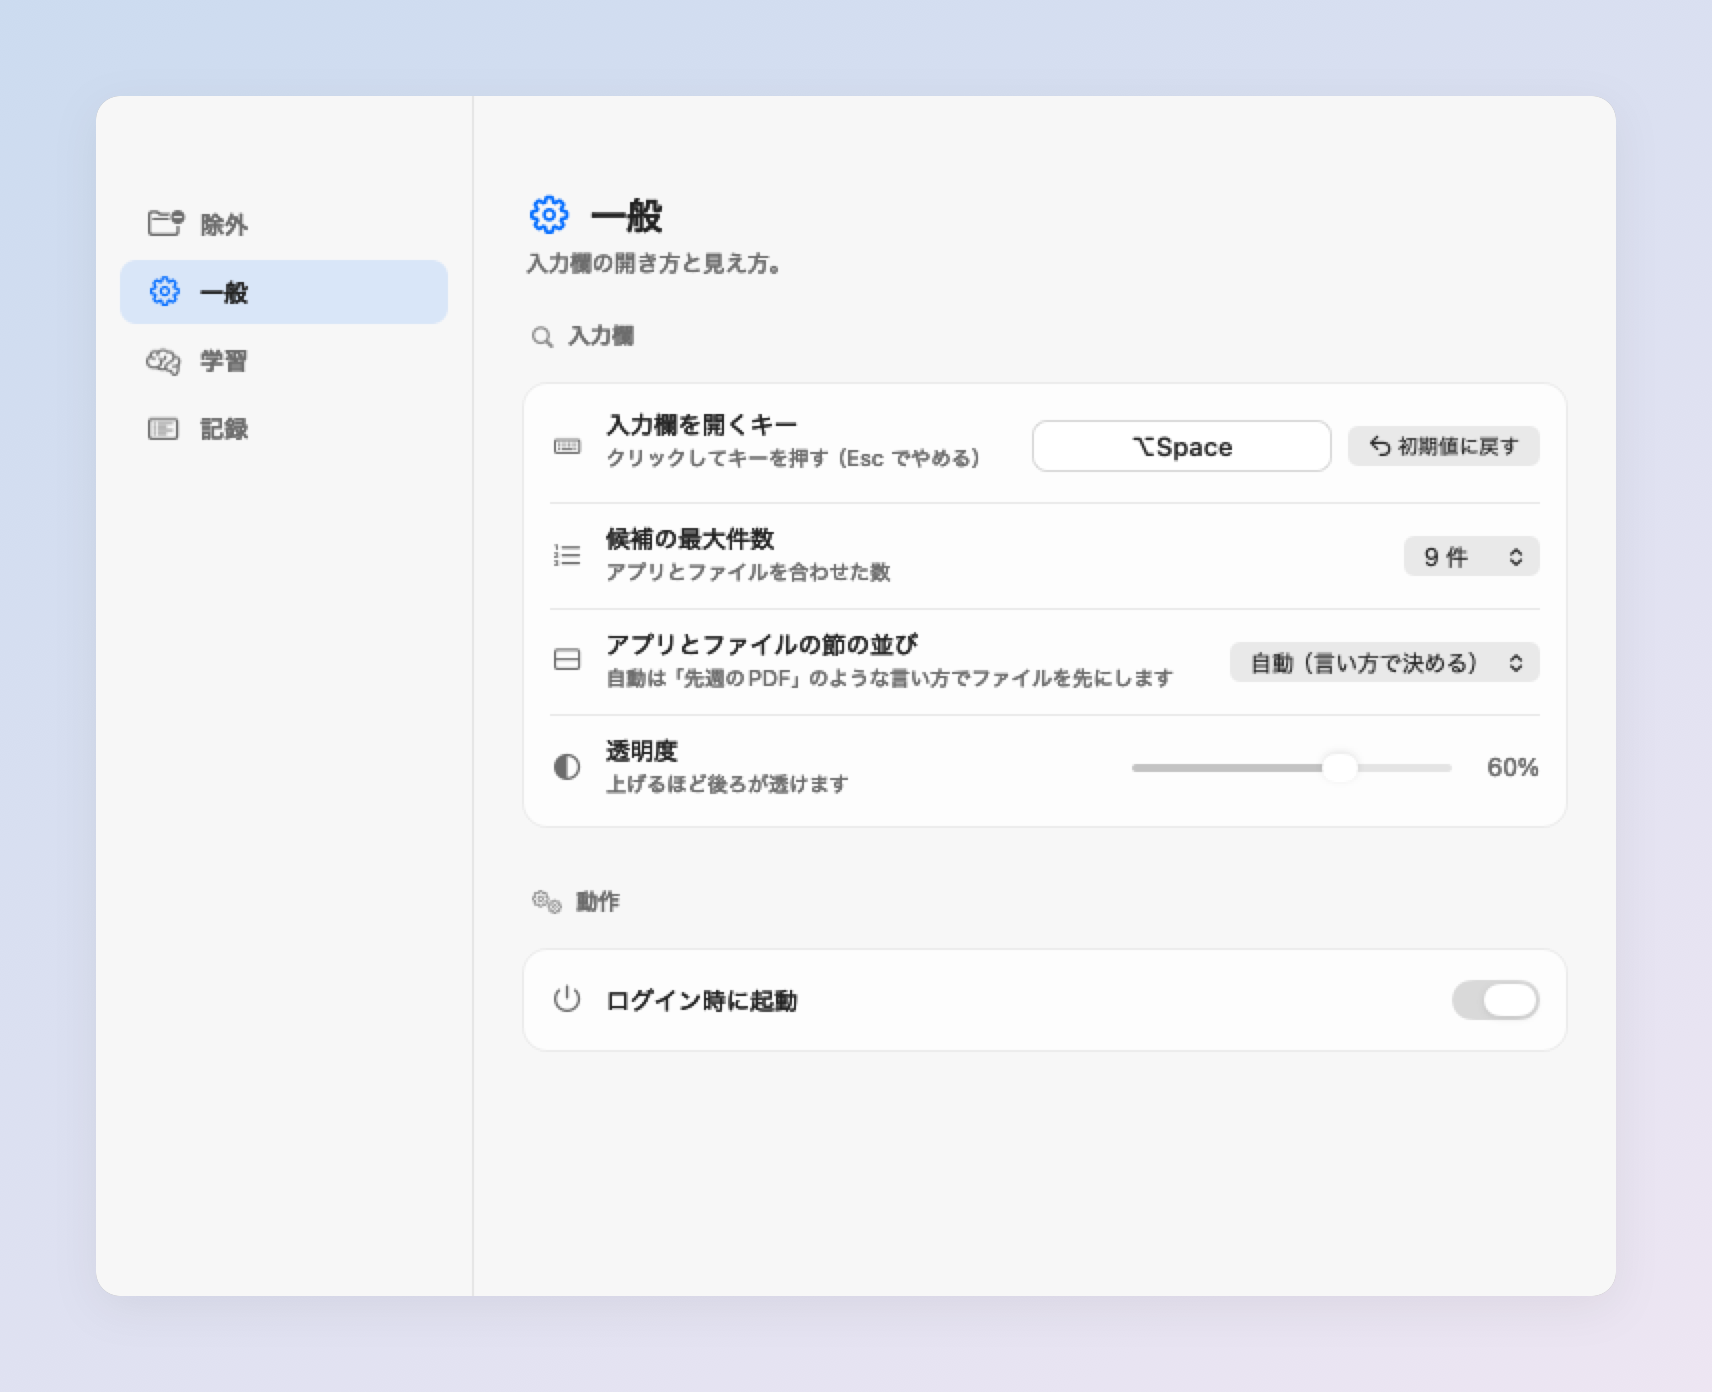 除外
一般
学習
記録
一般
入力欄の開き方と見え方。
入力欄
入力欄を開くキー
クリックしてキーを押す（Esc でやめる）
⌥Space
初期値に戻す
候補の最大件数
アプリとファイルを合わせた数
9 件
アプリとファイルの節の並び
自動は「先週のPDF」のような言い方でファイルを先にします
自動（言い方で決める）
透明度
上げるほど後ろが透けます
60%
動作
ログイン時に起動